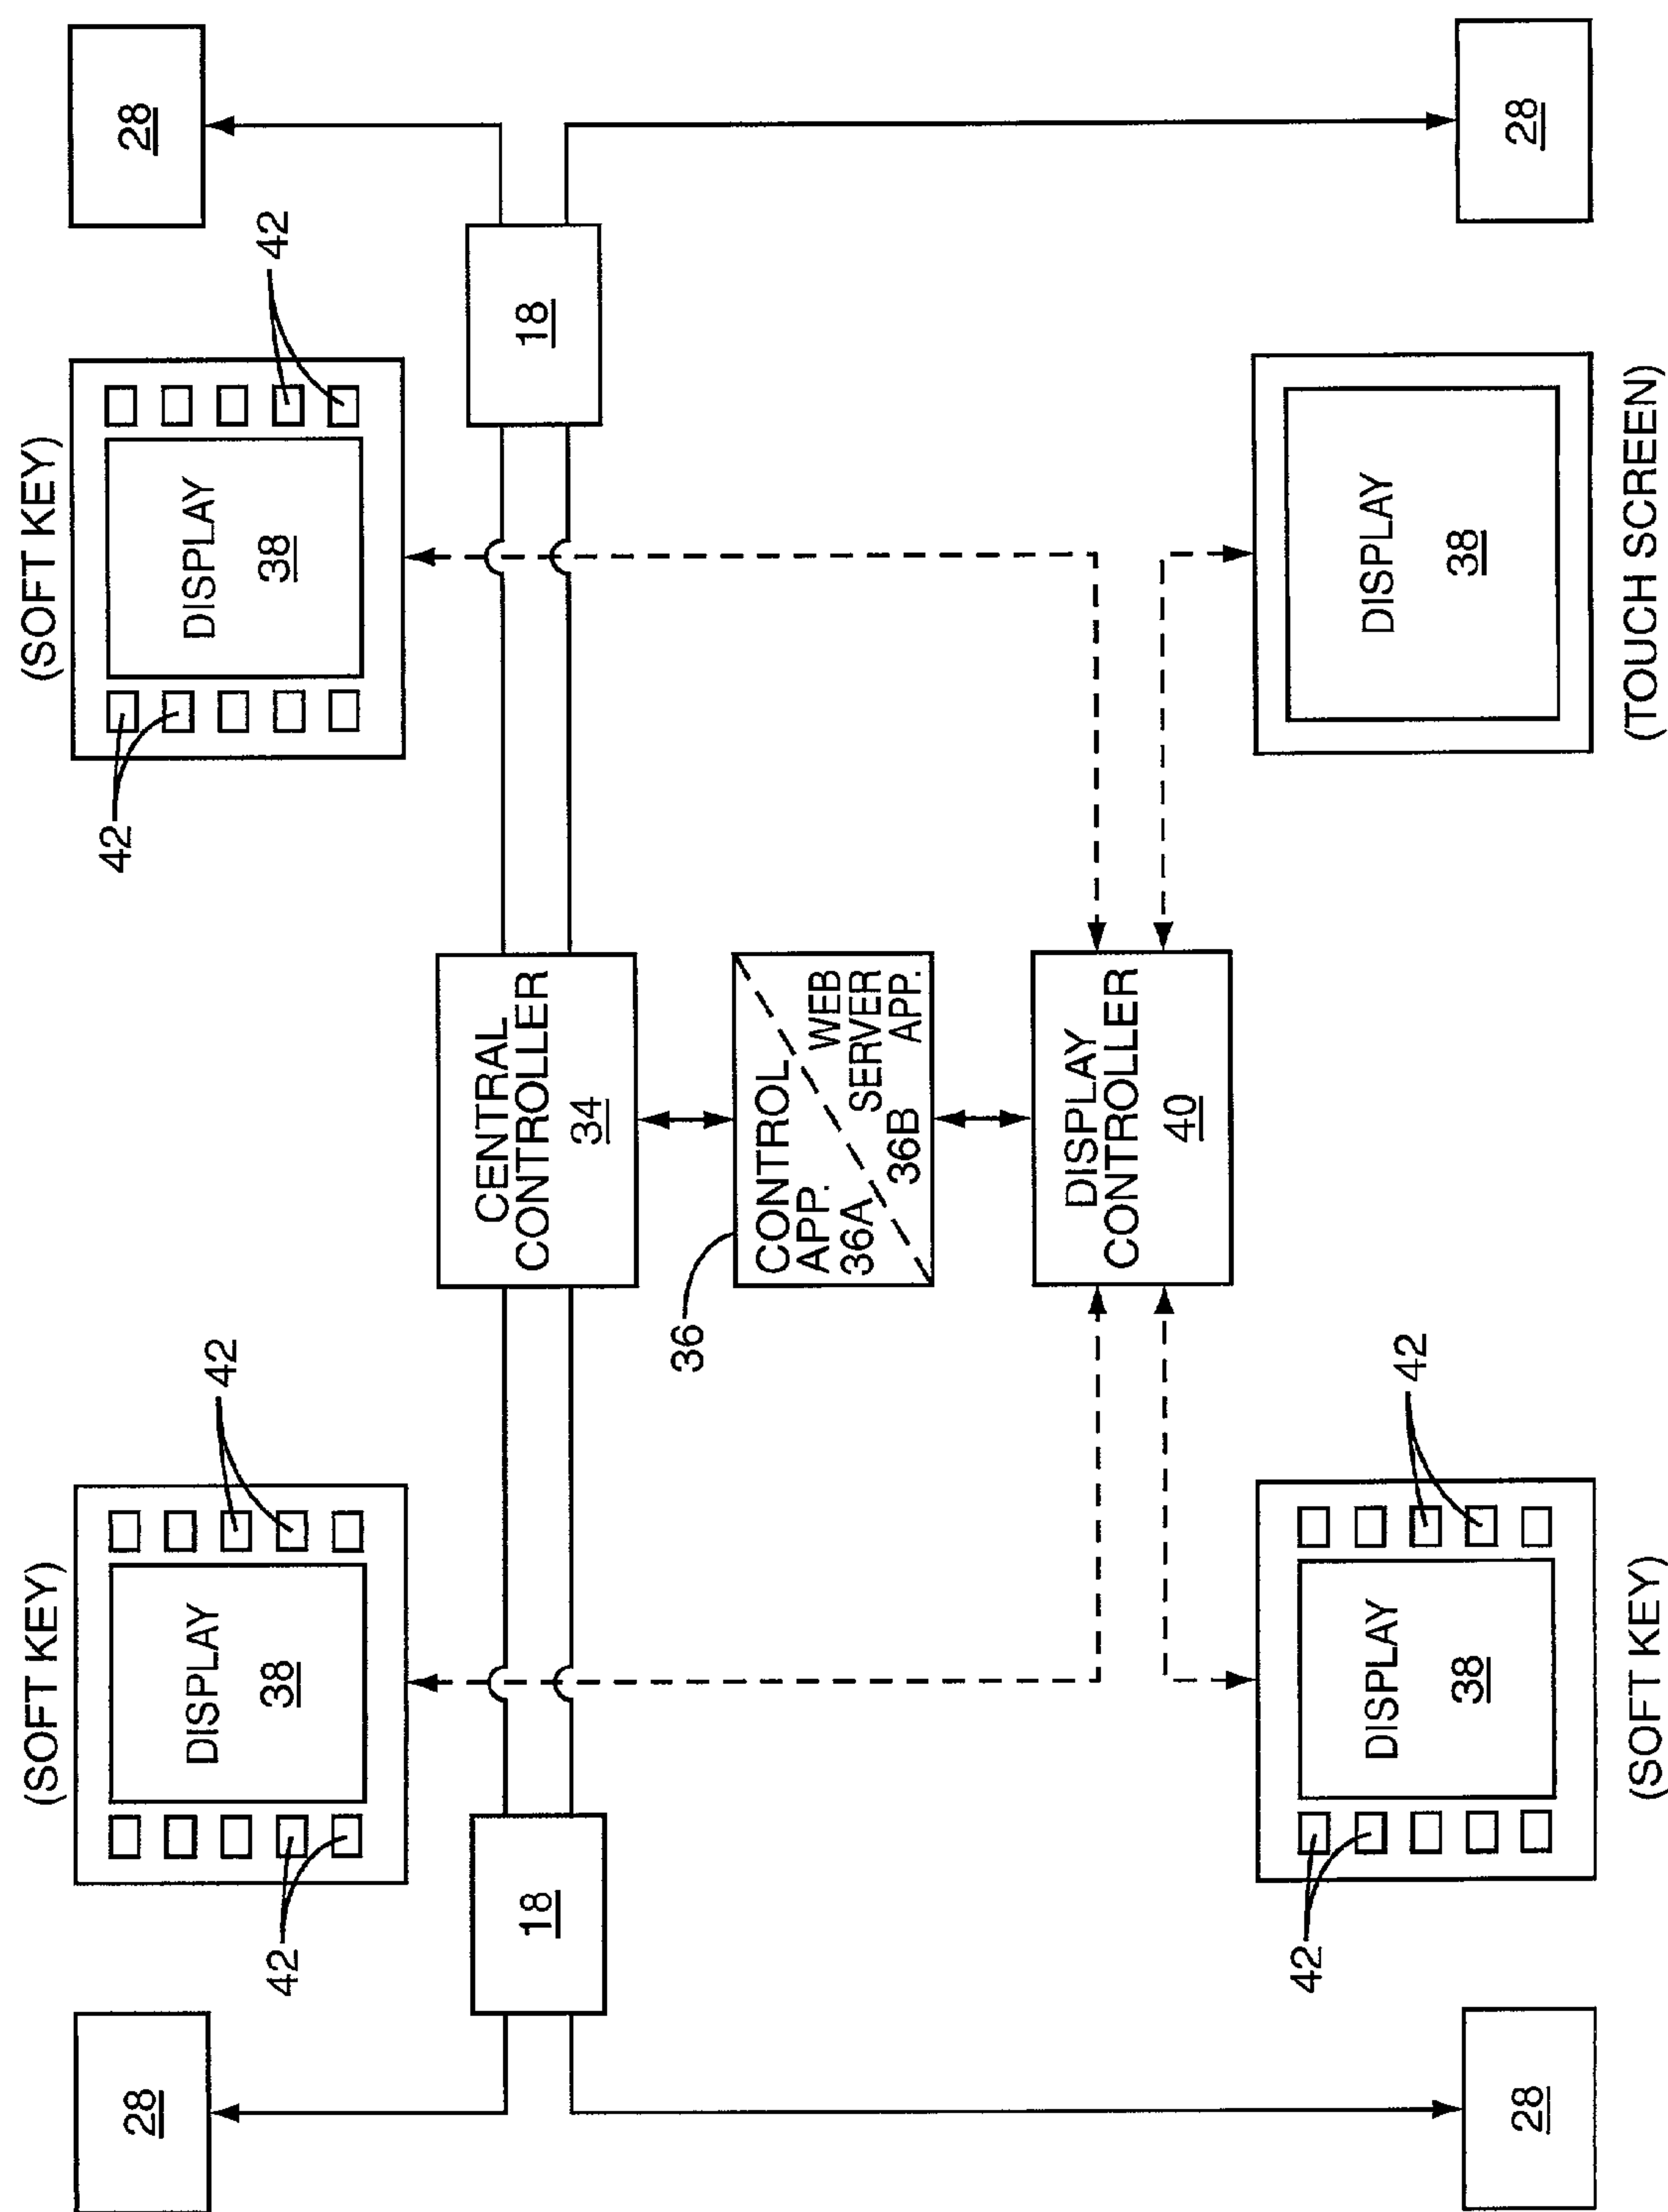 (SOFT KEY)
(SOFT KEY)
28
42
DISPLAY
38
42
42
DISPLAY
38
42
28
18
CENTRAL
CONTROLLER
34
18
36
CONTROL
APP.
36A
WEB
SERVER
APP.
36B
DISPLAY
CONTROLLER
40
28
42
DISPLAY
38
42
DISPLAY
38
28
(SOFT KEY)
(TOUCH SCREEN)